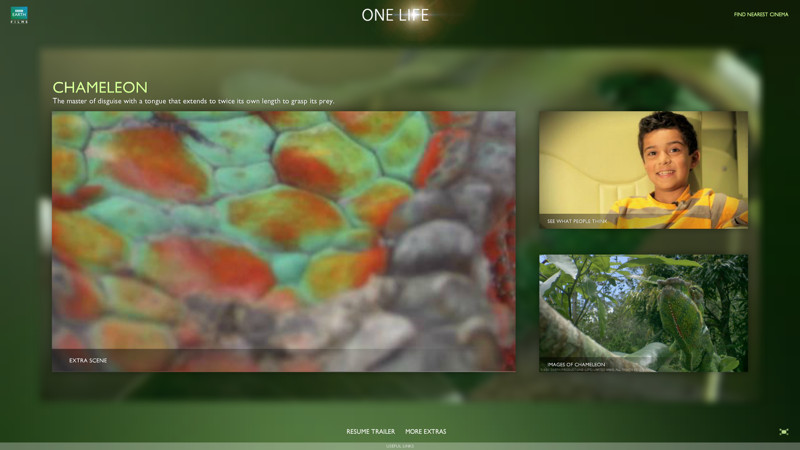 BBC
EARTH
FILMS
ONE LIFE
FIND NEAREST CINEMA
CHAMELEON
The master of disguise with a tongue that extends to twice its own length to grasp its prey.
SEE WHAT PEOPLE THINK
EXTRA SCENE
IMAGES OF CHAMELEON
RESUME TRAILER MORE EXTRAS
USEFUL LINKS